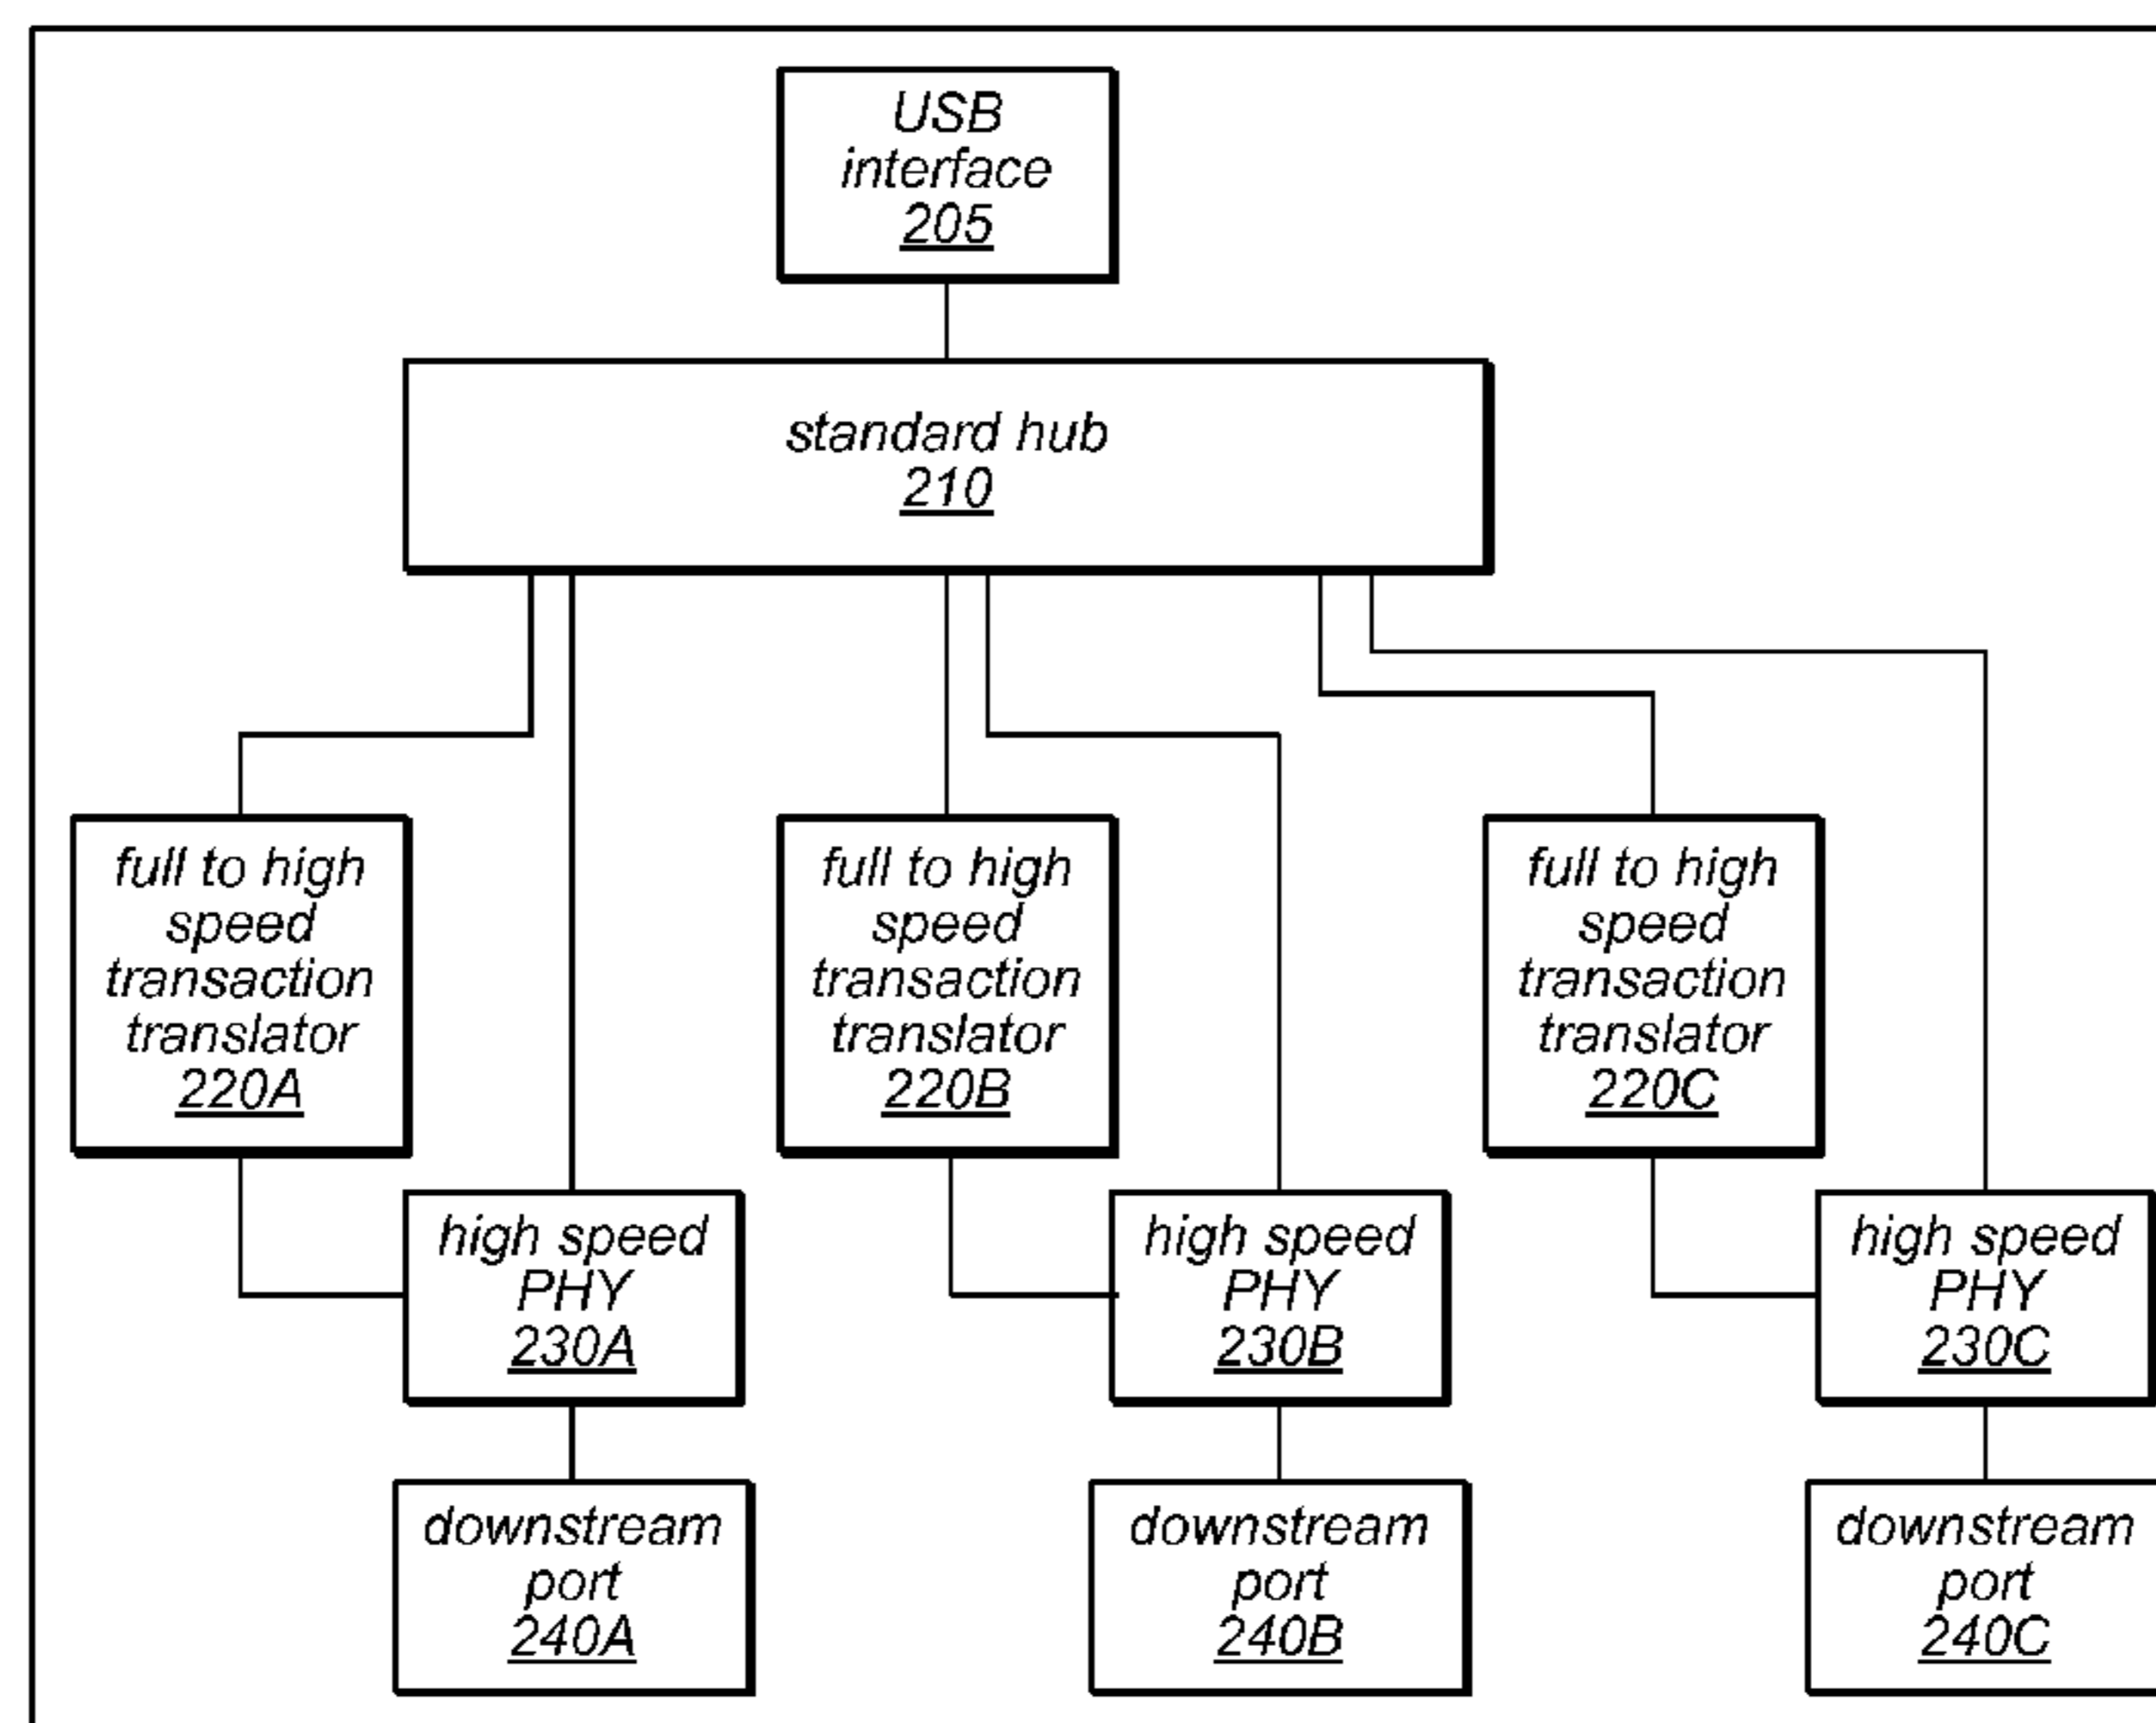 USB
interface
205
standard hub
210
full to high
speed
transaction
translator
220A
full to high
speed
transaction
translator
220B
full to high
speed
transaction
translator
220C
high speed
PHY
230A
high speed
PHY
230B
high speed
PHY
230C
downstream
port
240A
downstream
port
240B
downstream
port
240C